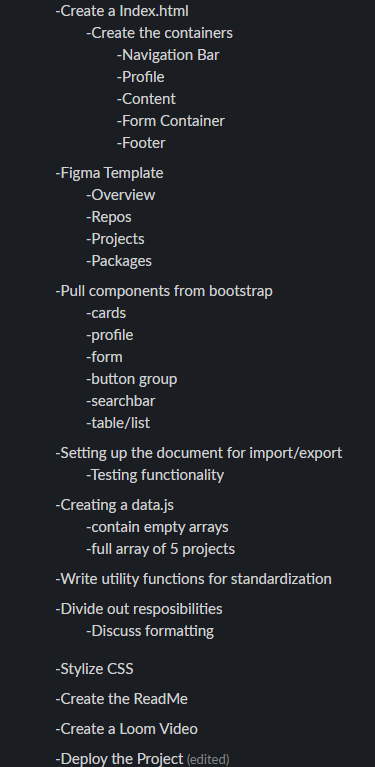 -Create a Index.html
-Create the containers
-Navigation Bar
-Profile
-Content
-Form Container
-Footer
-Figma Template
-Overview
-Repos
-Projects
-Packages
-Pull components from bootstrap
-cards
-profile
-form
-button group
-searchbar
-table/list
-Setting up the document for import/export
-Testing functionality
-Creating a data.js
-contain empty arrays
-full array of 5 projects
-Write utility functions for standardization
-Divide out resposibilities
-Discuss formatting
-Stylize CSS
-Create the ReadMe
-Create a Loom Video
-Deploy the Project (edited)